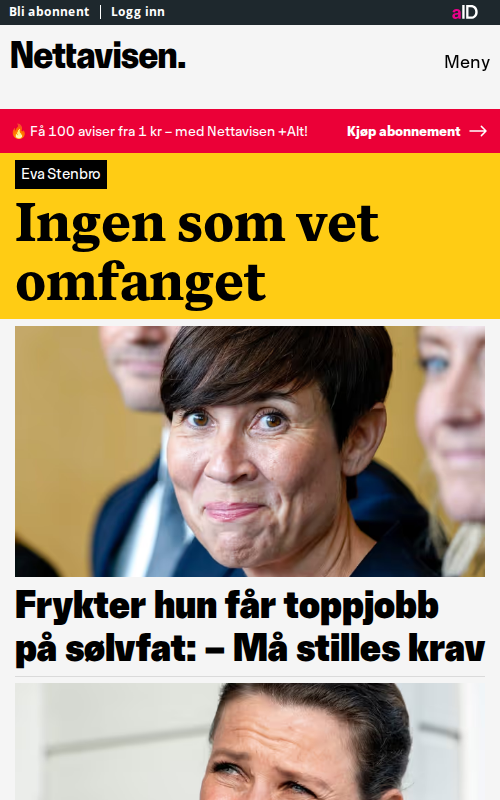 Bli abonnent | Logg inn
aID
Nettavisen.
Meny
🔥 Få 100 aviser fra 1 kr – med Nettavisen +Alt!
Kjøp abonnement →
Eva Stenbro
Ingen som vet
omfanget
Frykter hun får toppjobb
på sølvfat: – Må stilles krav